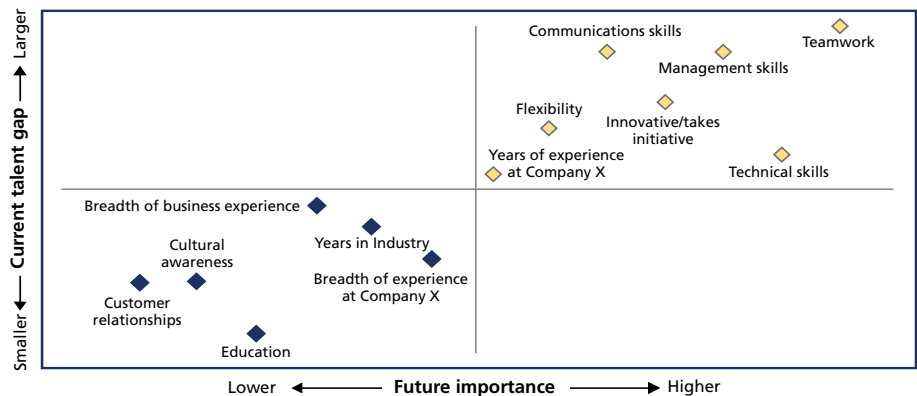 Larger
Current talent gap
Smaller
Communications skills
Teamwork
Management skills
Flexibility
Innovative/takes
initiative
Years of experience
at Company X
Technical skills
Breadth of business experience
Years in Industry
Cultural
awareness
Breadth of experience
at Company X
Customer
relationships
Education
Lower
Future importance
Higher